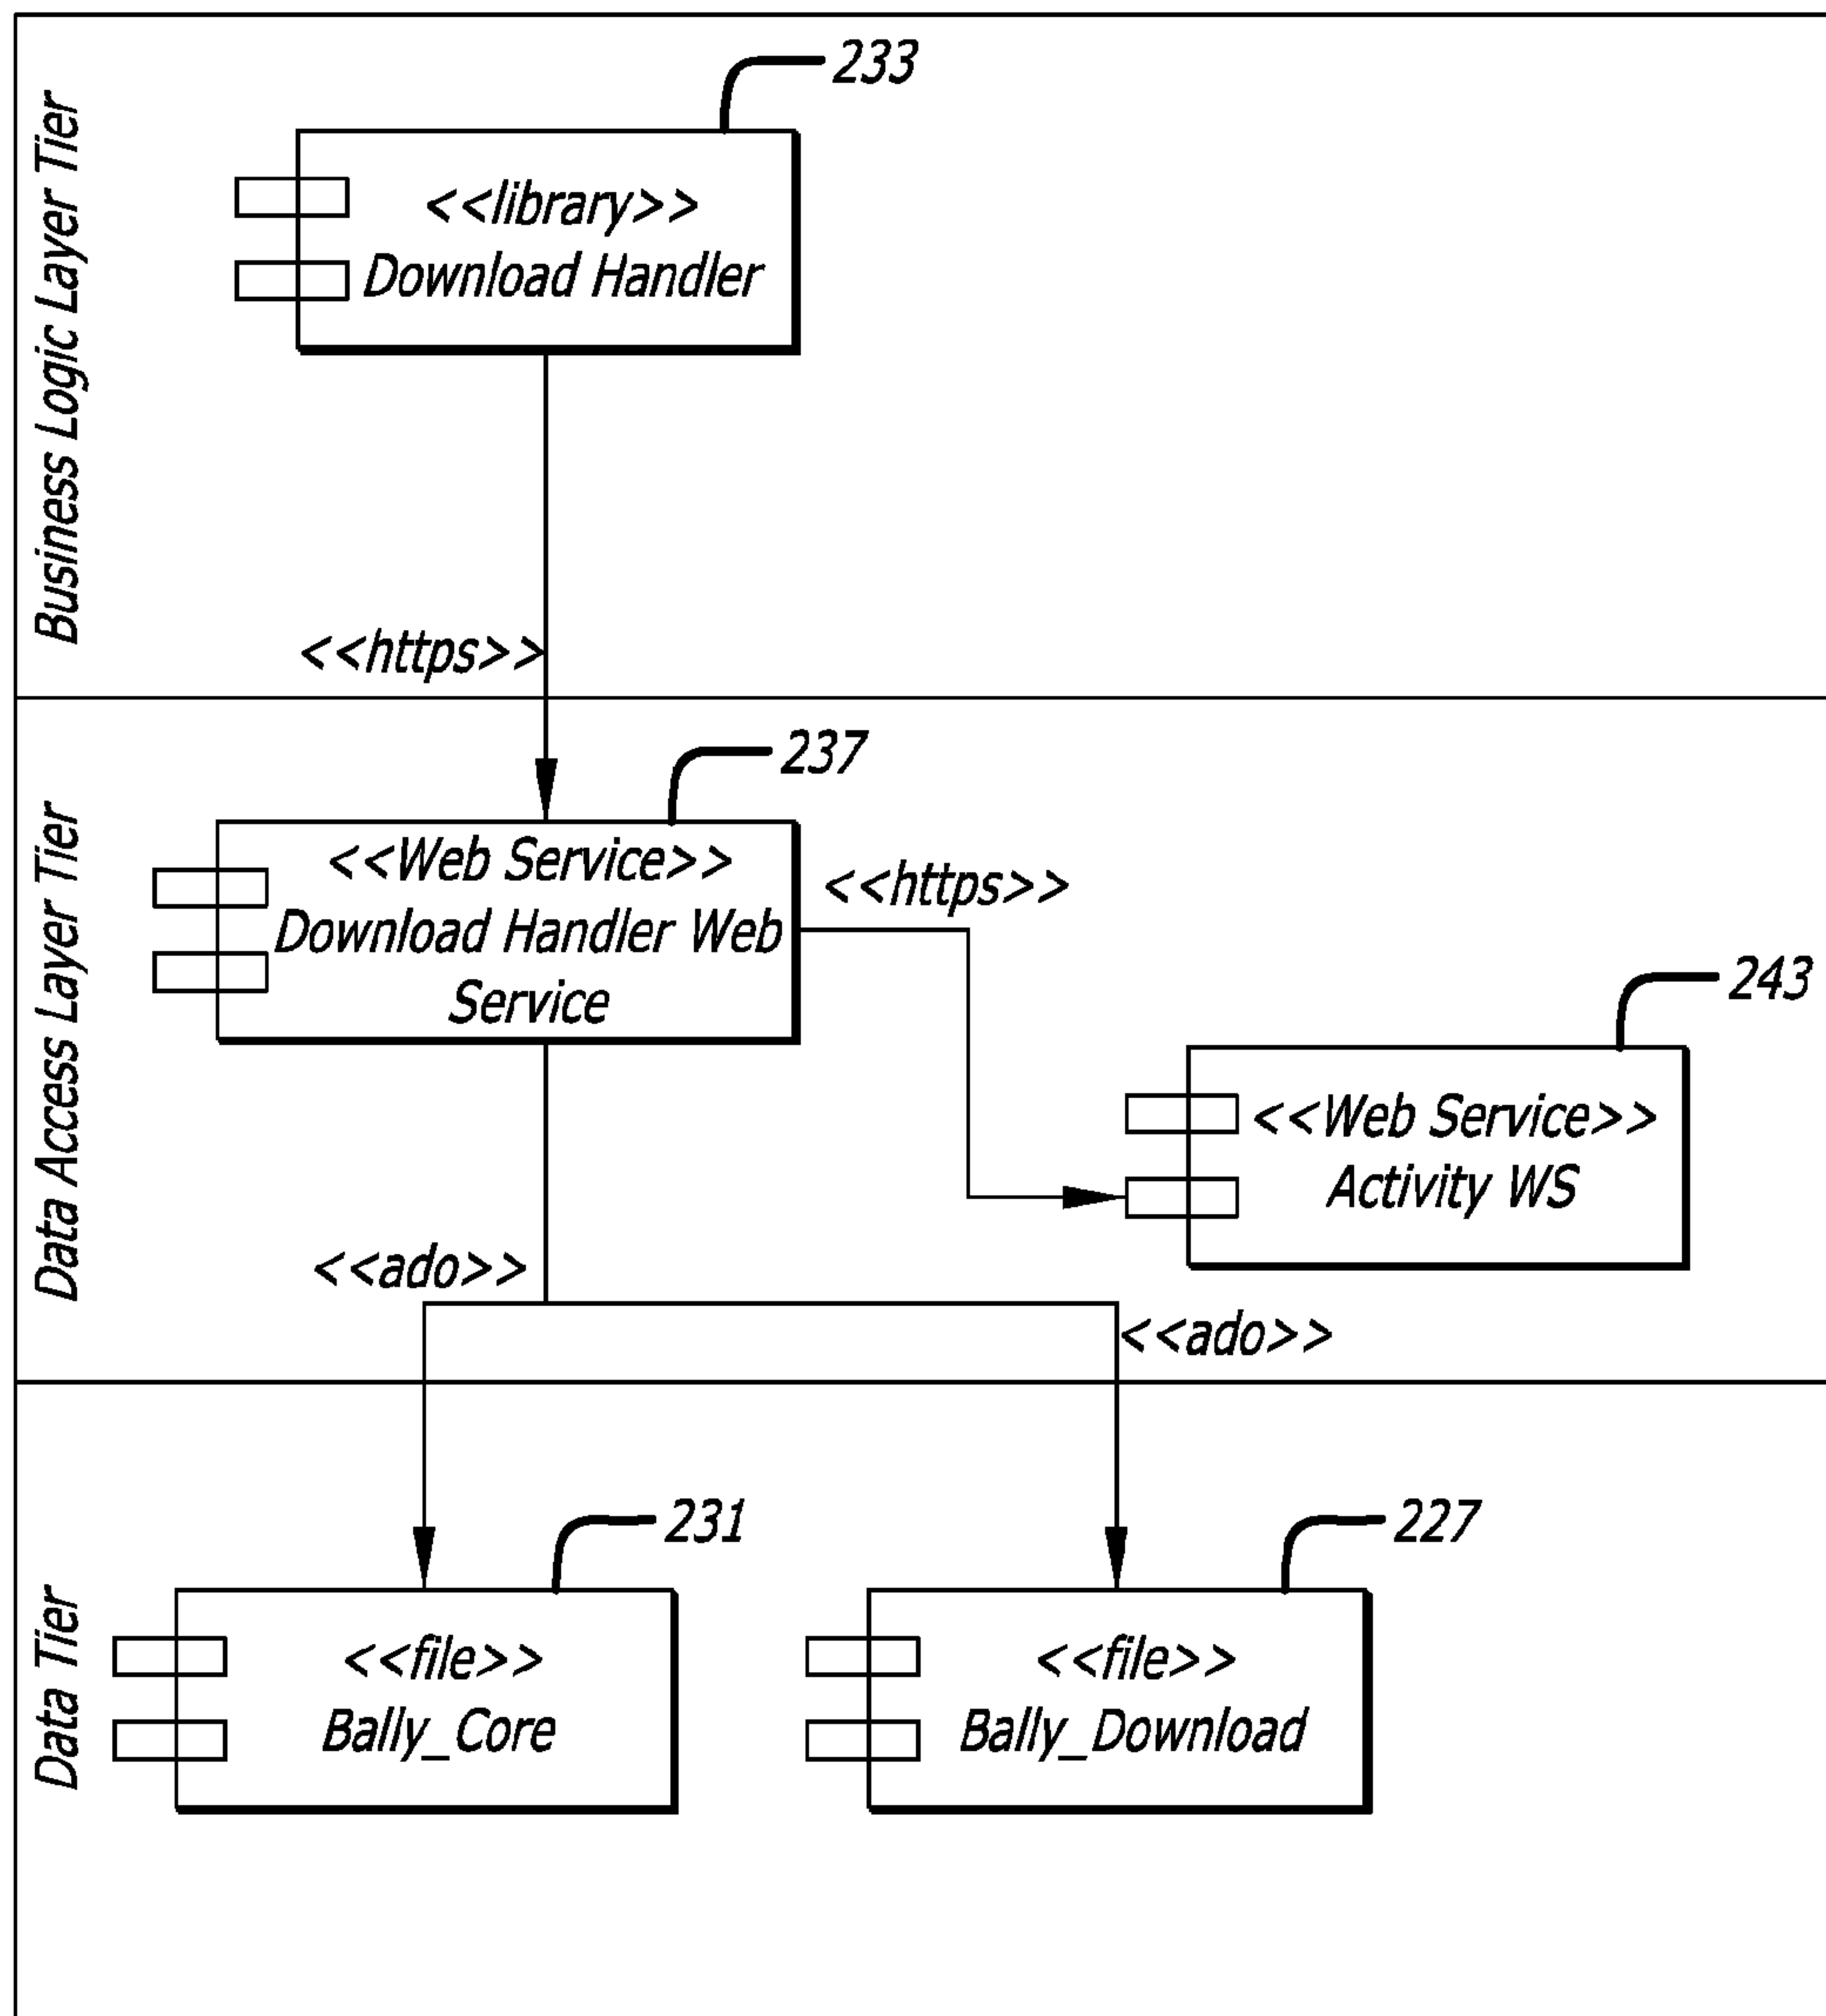 Business Logic Layer Tier
233
<<library>>
Download Handler
<<https>>
Data Access Layer Tier
237
<<Web Service>>
Download Handler Web
Service
<<https>>
243
<<Web Service>>
Activity WS
<<ado>>
<<ado>>
Data Tier
231
<<file>>
Bally_Core
227
<<file>>
Bally_Download